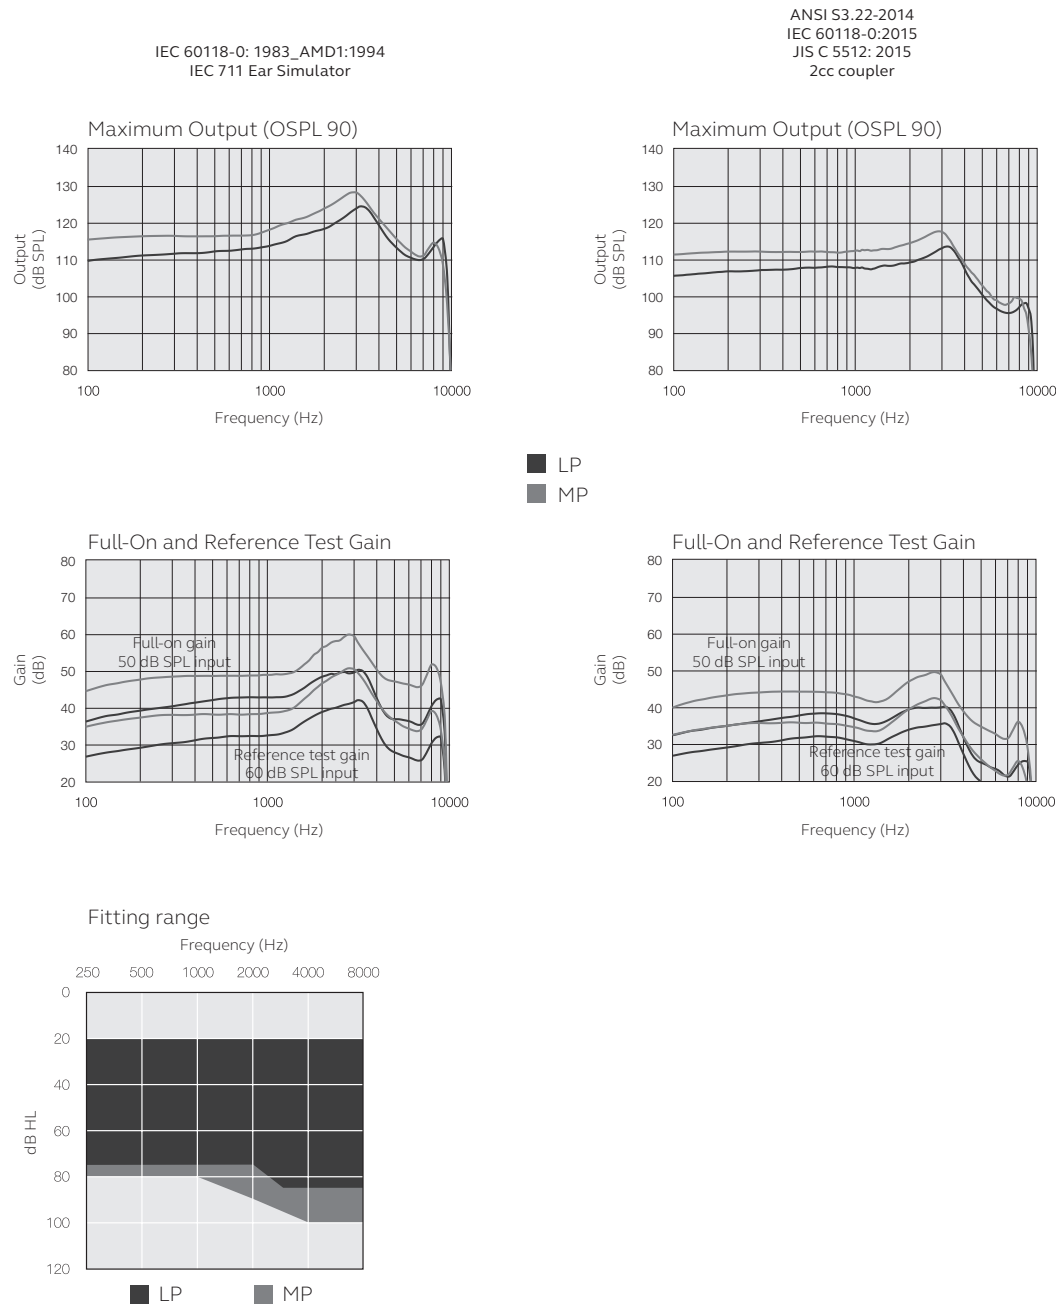 IEC 60118-0: 1983_AMD1:1994
IEC 711 Ear Simulator
ANSI S3.22-2014
IEC 60118-0:2015
JIS C 5512: 2015
2cc coupler
Maximum Output (OSPL 90)
140
130
120
110
100
90
80
Output
(dB SPL)
100
1000
10000
Frequency (Hz)
Maximum Output (OSPL 90)
140
130
120
110
100
90
80
Output
(dB SPL)
100
1000
10000
Frequency (Hz)
LP
MP
Full-On and Reference Test Gain
80
70
60
50
40
30
20
Gain
(dB)
Full-on gain
50 dB SPL input
Reference test gain
60 dB SPL input
100
1000
10000
Frequency (Hz)
Full-On and Reference Test Gain
80
70
60
50
40
30
20
Gain
(dB)
Full-on gain
50 dB SPL input
Reference test gain
60 dB SPL input
100
1000
10000
Frequency (Hz)
Fitting range
Frequency (Hz)
250 500 1000 2000 4000 8000
0
20
40
60
80
100
120
dB HL
LP
MP